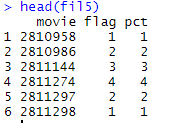 > head(fil5)
movie flag pct
1 2810958 1 1
2 2810986 2 2
3 2811144 3 3
4 2811274 4 4
5 2811297 2 2
6 2811298 1 1